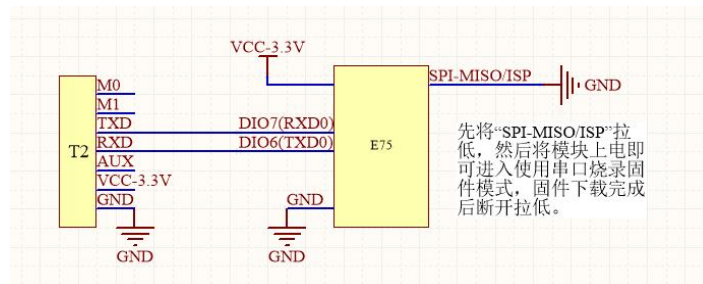 VCC-3.3V
SPI-MISO/ISP
GND
M0
M1
TXD
DIO7(RXD0)
RXD
DIO6(TXD0)
T2
E75
AUX
VCC-3.3V
GND
GND
GND
GND
先将“SPI-MISO/ISP”拉
低，然后将模块上电即
可进入使用串口烧录固
件模式，固件下载完成
后断开拉低。